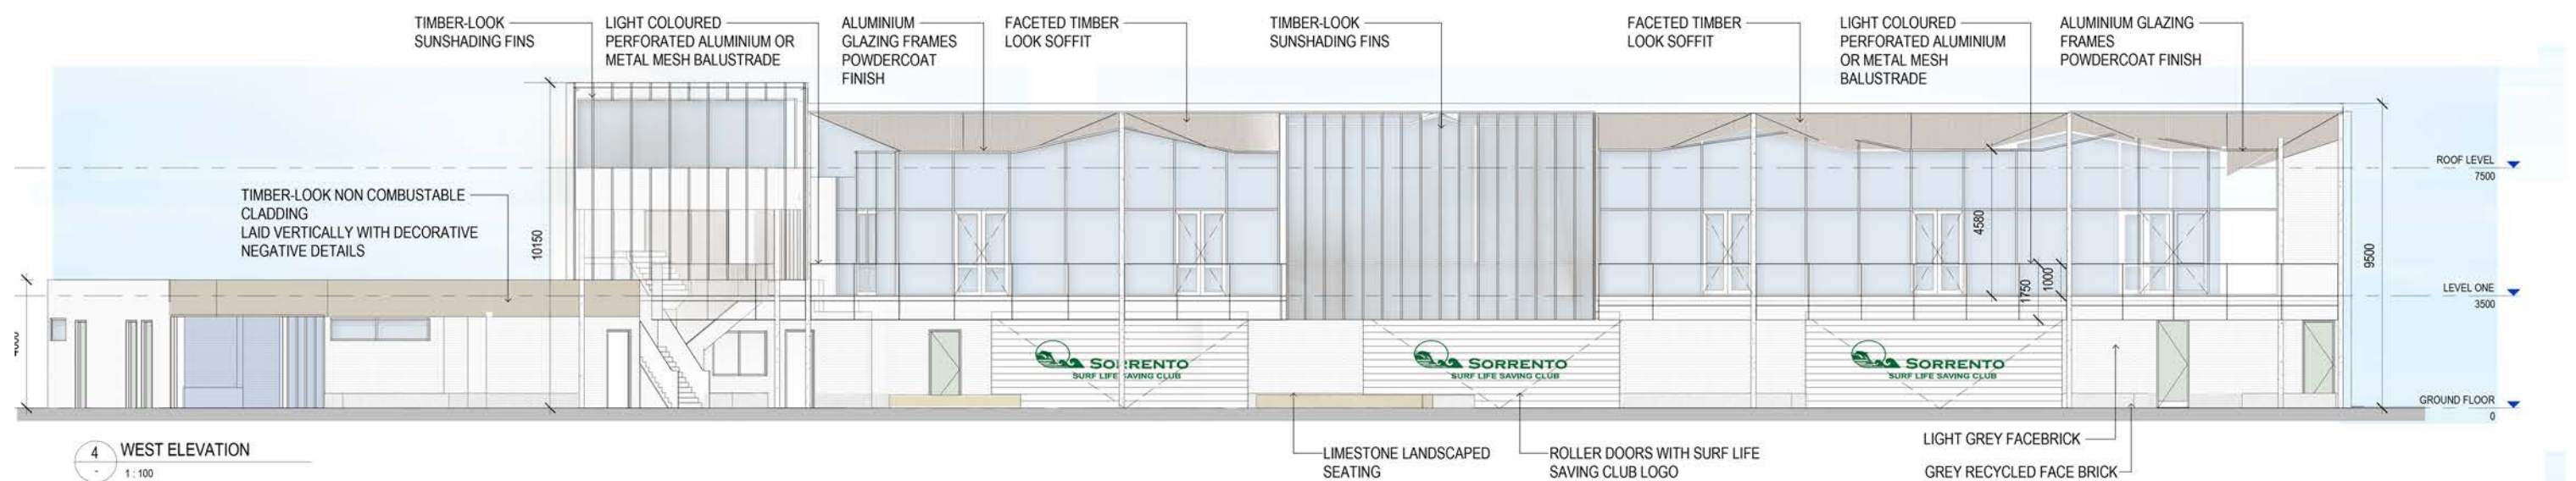 TIMBER-LOOK
SUNSHADING FINS
LIGHT COLOURED
PERFORATED ALUMINIUM OR
METAL MESH BALUSTRADE
ALUMINIUM
GLAZING FRAMES
POWDERCOAT
FINISH
FACETED TIMBER
LOOK SOFFIT
TIMBER-LOOK
SUNSHADING FINS
FACETED TIMBER
LOOK SOFFIT
LIGHT COLOURED
PERFORATED ALUMINIUM
OR METAL MESH
BALUSTRADE
ALUMINIUM GLAZING
FRAMES
POWDERCOAT FINISH
ROOF LEVEL
7500
TIMBER-LOOK NON COMBUSTABLE
CLADDING
LAID VERTICALLY WITH DECORATIVE
NEGATIVE DETAILS
10150
4580
1750
1000
9500
LEVEL ONE
3500
SORRENTO
SURF LIFE SAVING CLUB
SORRENTO
SURF LIFE SAVING CLUB
SORRENTO
SURF LIFE SAVING CLUB
GROUND FLOOR
0
4
-
WEST ELEVATION
1 : 100
LIMESTONE LANDSCAPED
SEATING
ROLLER DOORS WITH SURF LIFE
SAVING CLUB LOGO
LIGHT GREY FACEBRICK
GREY RECYCLED FACE BRICK